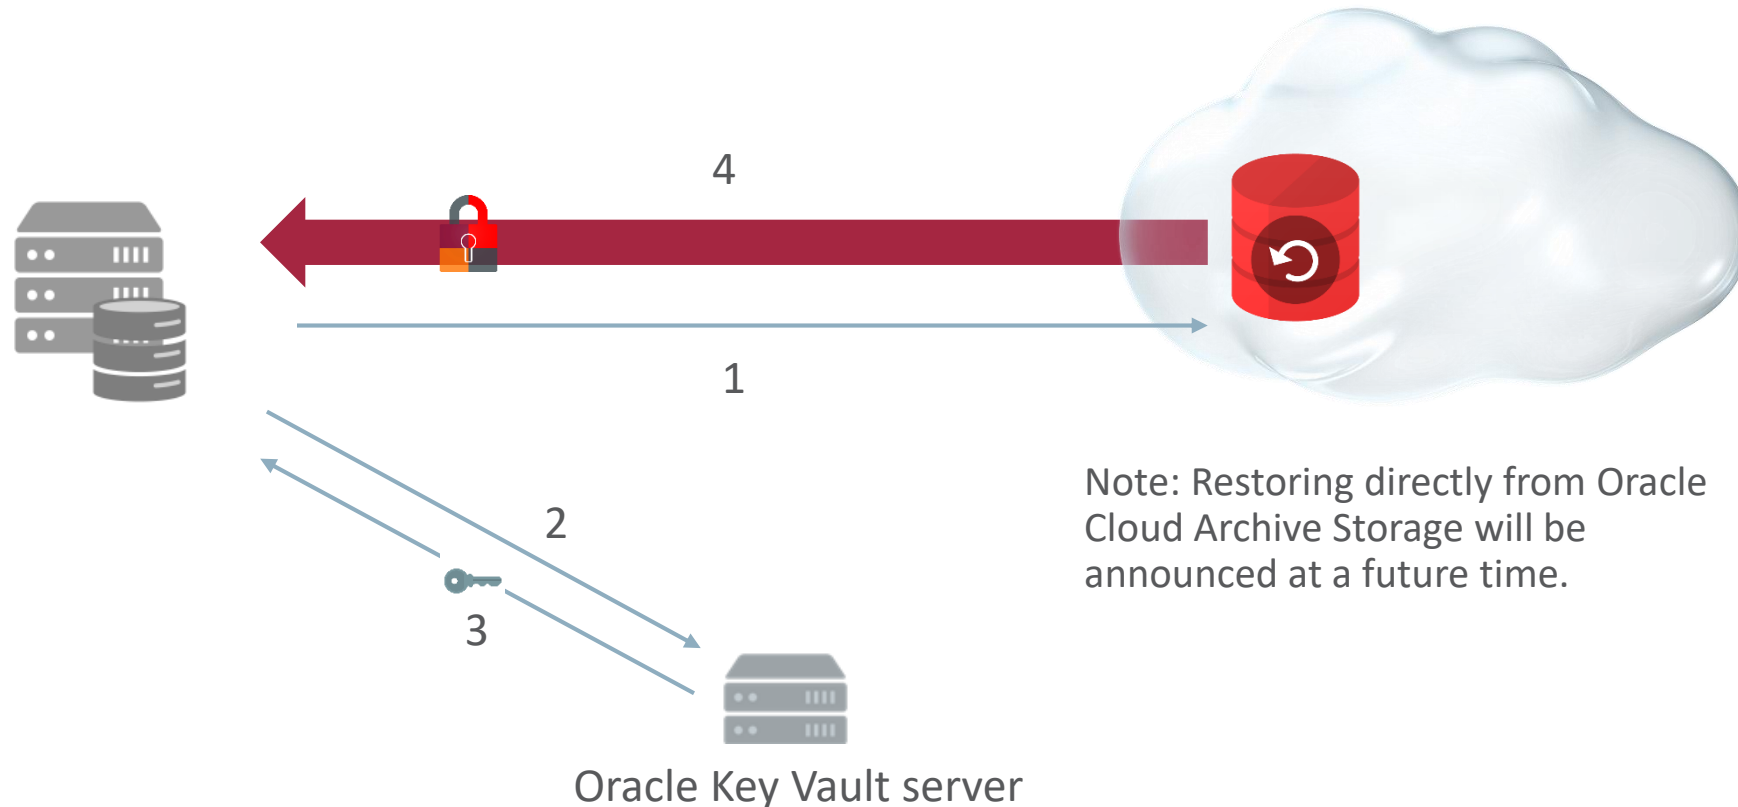 4
1
2
3
Note: Restoring directly from Oracle
Cloud Archive Storage will be
announced at a future time.
Oracle Key Vault server